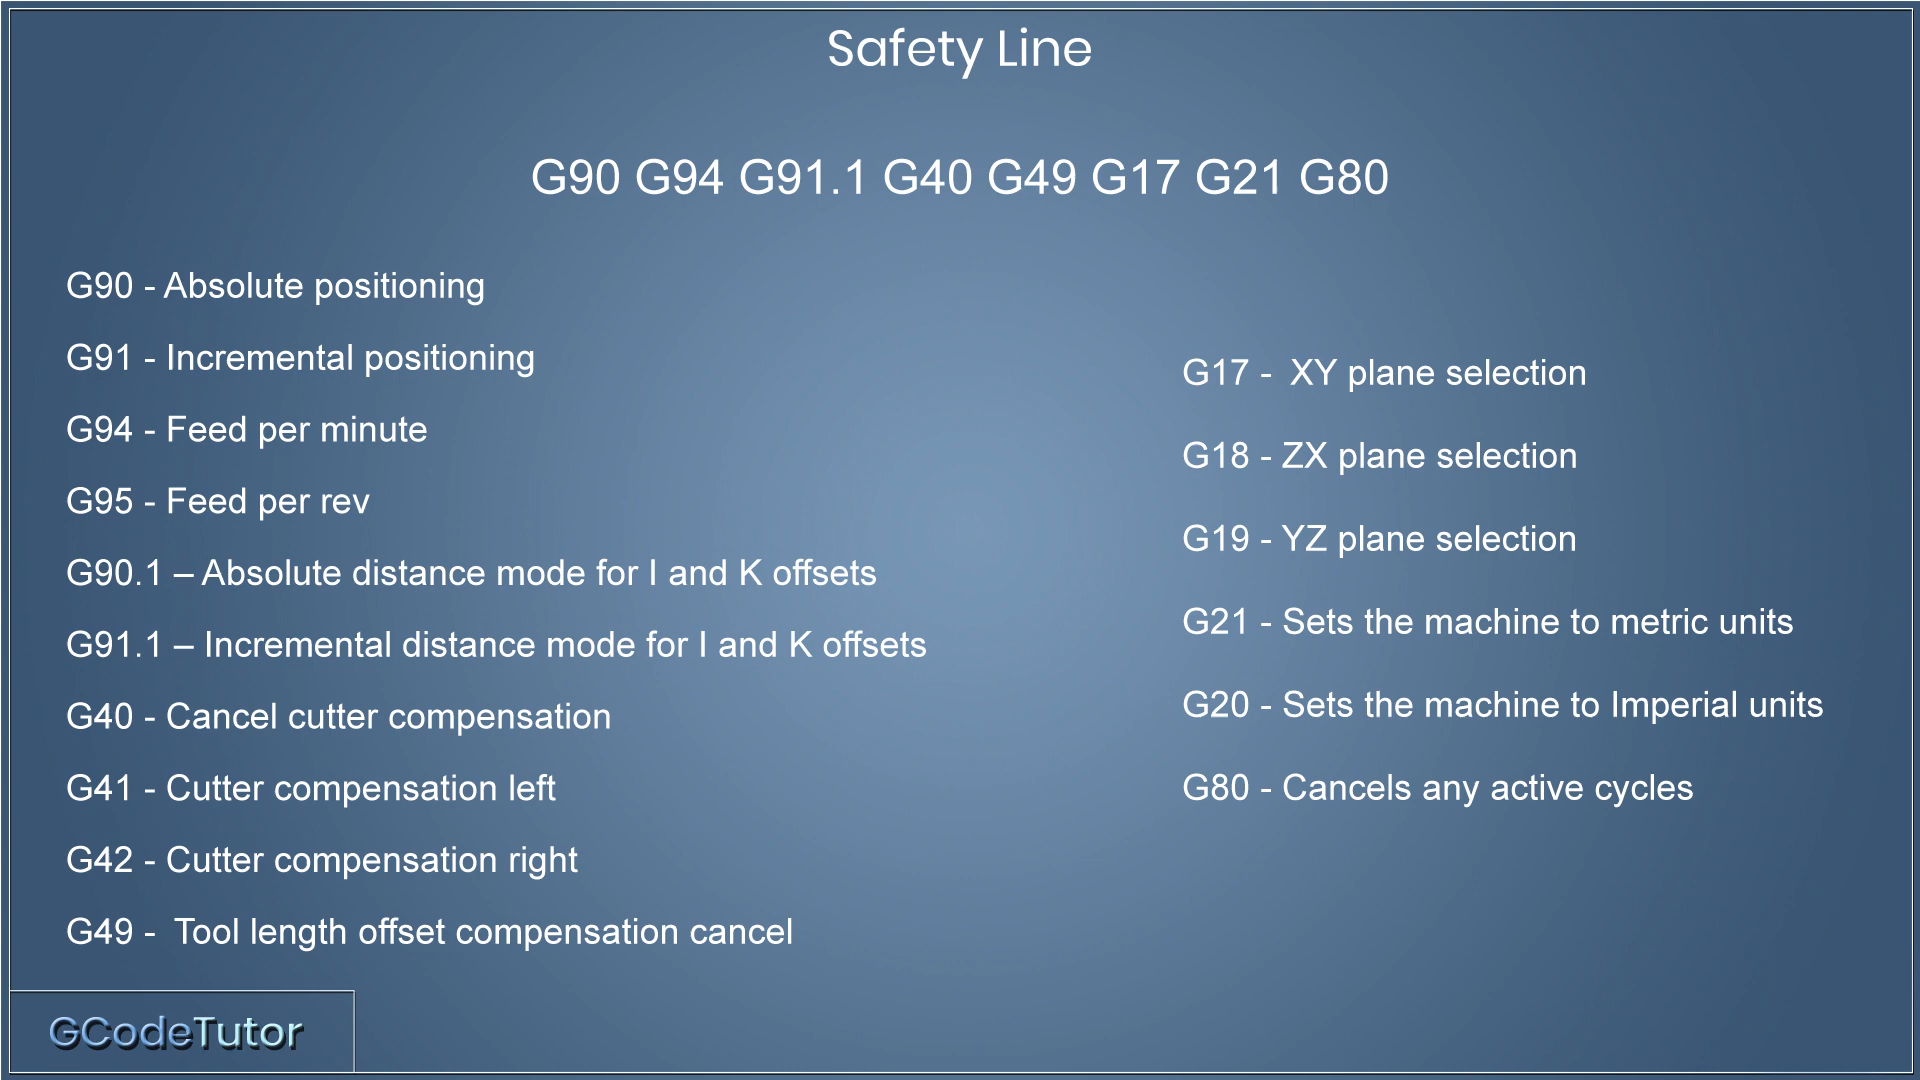 Safety Line
G90 G94 G91.1 G40 G49 G17 G21 G80
G90 - Absolute positioning
G91 - Incremental positioning
G94 - Feed per minute
G95 - Feed per rev
G90.1 – Absolute distance mode for I and K offsets
G91.1 – Incremental distance mode for I and K offsets
G40 - Cancel cutter compensation
G41 - Cutter compensation left
G42 - Cutter compensation right
G49 -  Tool length offset compensation cancel
G17 -  XY plane selection
G18 - ZX plane selection
G19 - YZ plane selection
G21 - Sets the machine to metric units
G20 - Sets the machine to Imperial units
G80 - Cancels any active cycles
GCodeTutor